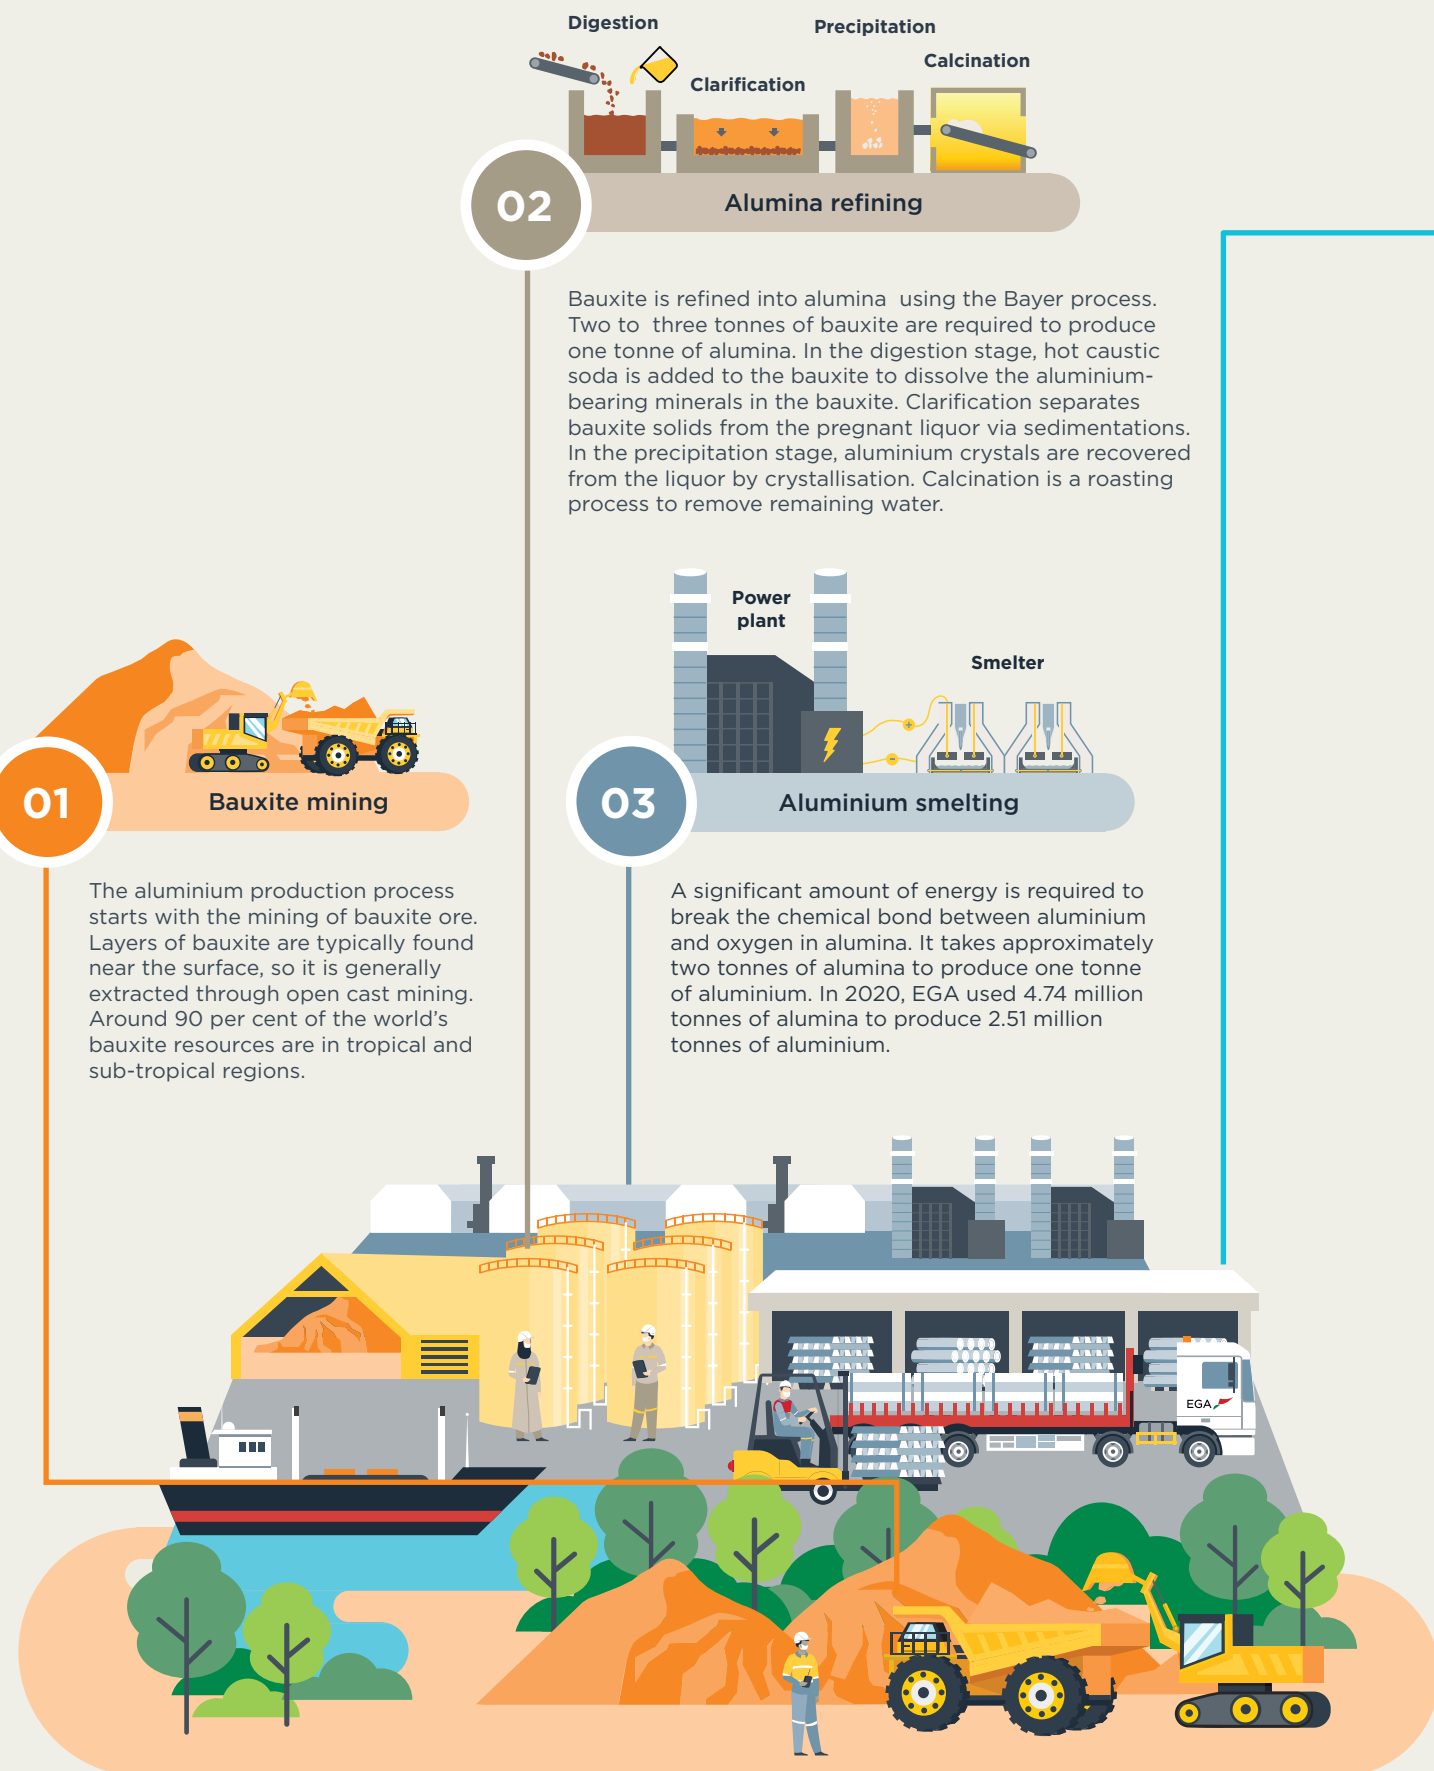 Digestion
Precipitation
Calcination
Clarification
02
Alumina refining
Bauxite is refined into alumina  using the Bayer process.
Two to  three tonnes of bauxite are required to produce
one tonne of alumina. In the digestion stage, hot caustic
soda is added to the bauxite to dissolve the aluminium-
bearing minerals in the bauxite. Clarification separates
bauxite solids from the pregnant liquor via sedimentations.
In the precipitation stage, aluminium crystals are recovered
from the liquor by crystallisation. Calcination is a roasting
process to remove remaining water.
01
Bauxite mining
The aluminium production process
starts with the mining of bauxite ore.
Layers of bauxite are typically found
near the surface, so it is generally
extracted through open cast mining.
Around 90 per cent of the world's
bauxite resources are in tropical and
sub-tropical regions.
Power
plant
Smelter
+
-
03
Aluminium smelting
A significant amount of energy is required to
break the chemical bond between aluminium
and oxygen in alumina. It takes approximately
two tonnes of alumina to produce one tonne
of aluminium. In 2020, EGA used 4.74 million
tonnes of alumina to produce 2.51 million
tonnes of aluminium.
EGA